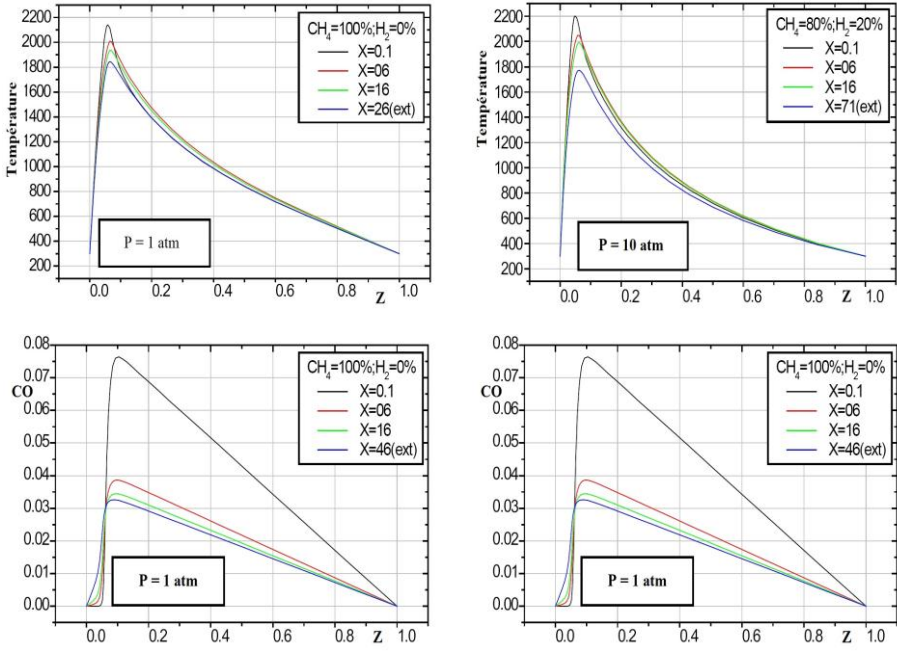 2200
2000
1800
1600
1400
1200
1000
800
600
400
200
Température
CH4=100%;H2=0%
X=0.1
X=06
X=16
X=26(ext)
P = 1 atm
0.0 0.2 0.4 0.6 0.8 1.0
Z
2200
2000
1800
1600
1400
1200
1000
800
600
400
200
Température
CH4=80%;H2=20%
X=0.1
X=06
X=16
X=71(ext)
P = 10 atm
0.0 0.2 0.4 0.6 0.8 1.0
Z
0.08
0.07
0.06
0.05
0.04
0.03
0.02
0.01
0.00
CO
CH4=100%;H2=0%
X=0.1
X=06
X=16
X=46(ext)
P = 1 atm
0.0 0.2 0.4 0.6 0.8 1.0
Z
0.08
0.07
0.06
0.05
0.04
0.03
0.02
0.01
0.00
CO
CH4=100%;H2=0%
X=0.1
X=06
X=16
X=46(ext)
P = 1 atm
0.0 0.2 0.4 0.6 0.8 1.0
Z